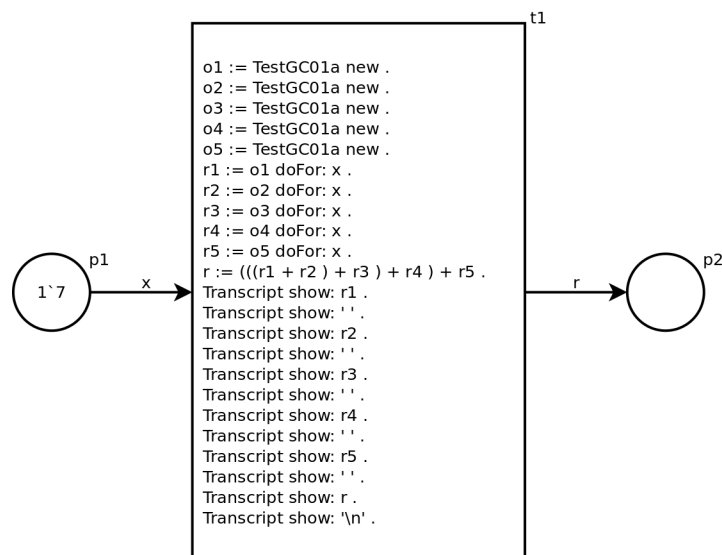 t1
o1 := TestGC01a new .
o2 := TestGC01a new .
o3 := TestGC01a new .
o4 := TestGC01a new .
o5 := TestGC01a new .
r1 := o1 doFor: x .
r2 := o2 doFor: x .
r3 := o3 doFor: x .
r4 := o4 doFor: x .
r5 := o5 doFor: x .
r := (((r1 + r2 ) + r3 ) + r4 ) + r5 .
Transcript show: r1 .
Transcript show: ' ' .
Transcript show: r2 .
Transcript show: ' ' .
Transcript show: r3 .
Transcript show: ' ' .
Transcript show: r4 .
Transcript show: ' ' .
Transcript show: r5 .
Transcript show: ' ' .
Transcript show: r .
Transcript show: '\n' .
p1
1`7
x
r
p2